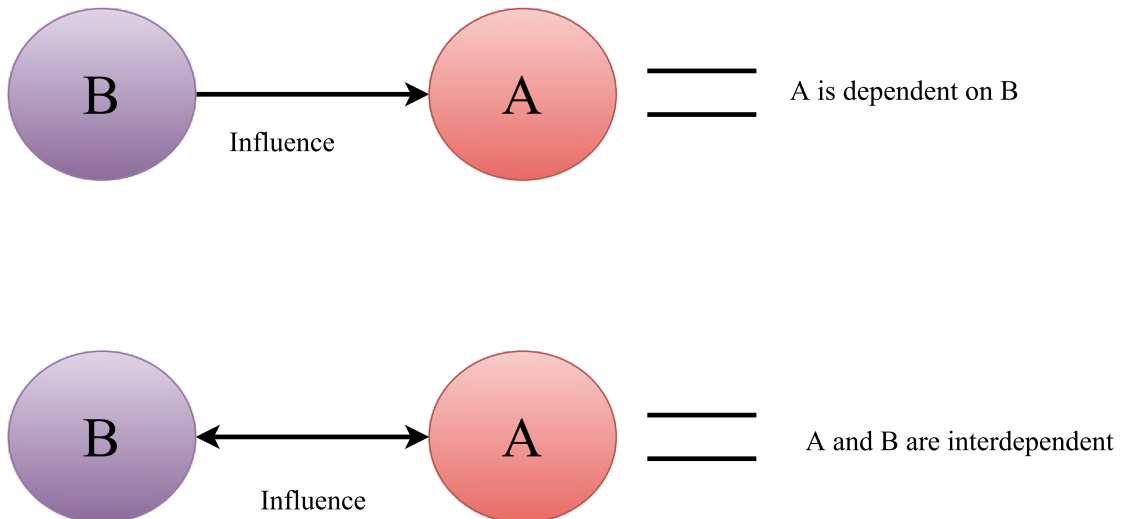 B
A
A is dependent on B
Influence
B
A
A and B are interdependent
Influence